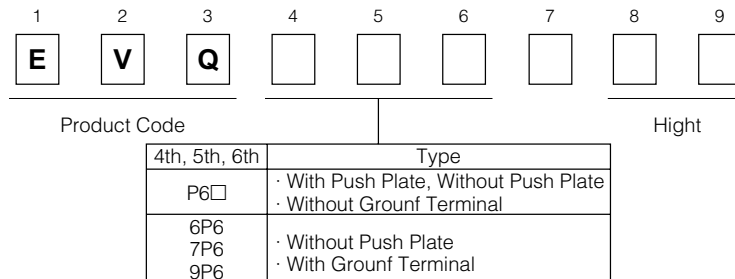 1 2 3 4 5 6 7 8 9
E V Q
Product Code Hight
4th, 5th, 6th Type
P6□ · With Push Plate, Without Push Plate
· Without Grounf Terminal
6P6
7P6 · Without Push Plate
9P6 · With Grounf Terminal